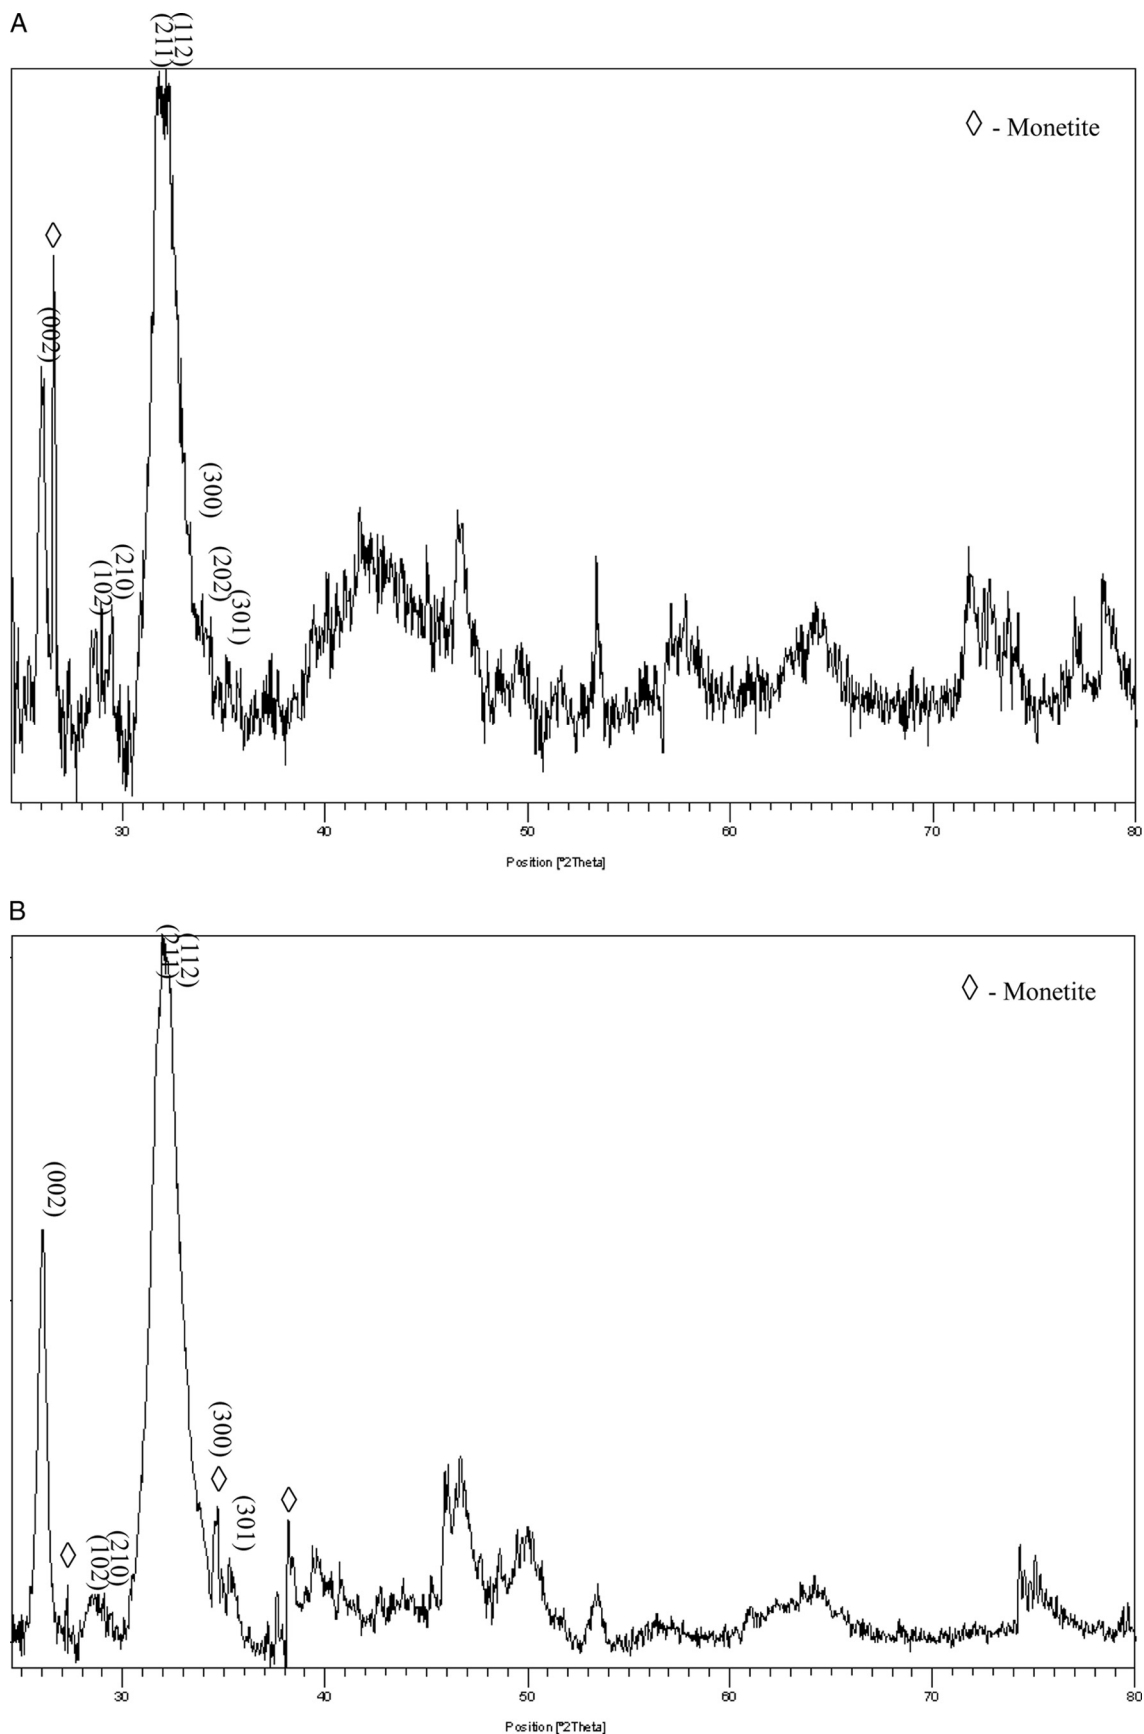 A
(211)
(112)
◊ - Monetite
◊
(002)
(300)
(210)
(102)
(202)
(301)
30 40 50 60 70 80
Position [°2Theta]
B
(211)
(112)
◊ - Monetite
(002)
(300)
◊
◊
(301)
(210)
(102)
◊
30 40 50 60 70 80
Position [°2Theta]